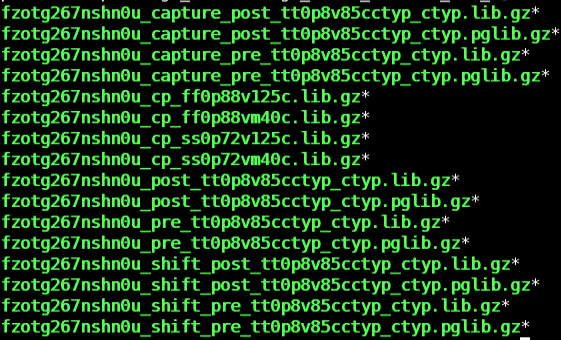 fzotg267nshn0u_capture_post_tt0p8v85cctyp_ctyp.lib.gz*
fzotg267nshn0u_capture_post_tt0p8v85cctyp_ctyp.pglib.gz*
fzotg267nshn0u_capture_pre_tt0p8v85cctyp_ctyp.lib.gz*
fzotg267nshn0u_capture_pre_tt0p8v85cctyp_ctyp.pglib.gz*
fzotg267nshn0u_cp_ff0p88v125c.lib.gz*
fzotg267nshn0u_cp_ff0p88vm40c.lib.gz*
fzotg267nshn0u_cp_ss0p72v125c.lib.gz*
fzotg267nshn0u_cp_ss0p72vm40c.lib.gz*
fzotg267nshn0u_post_tt0p8v85cctyp_ctyp.lib.gz*
fzotg267nshn0u_post_tt0p8v85cctyp_ctyp.pglib.gz*
fzotg267nshn0u_pre_tt0p8v85cctyp_ctyp.lib.gz*
fzotg267nshn0u_pre_tt0p8v85cctyp_ctyp.pglib.gz*
fzotg267nshn0u_shift_post_tt0p8v85cctyp_ctyp.lib.gz*
fzotg267nshn0u_shift_post_tt0p8v85cctyp_ctyp.pglib.gz*
fzotg267nshn0u_shift_pre_tt0p8v85cctyp_ctyp.lib.gz*
fzotg267nshn0u_shift_pre_tt0p8v85cctyp_ctyp.pglib.gz*